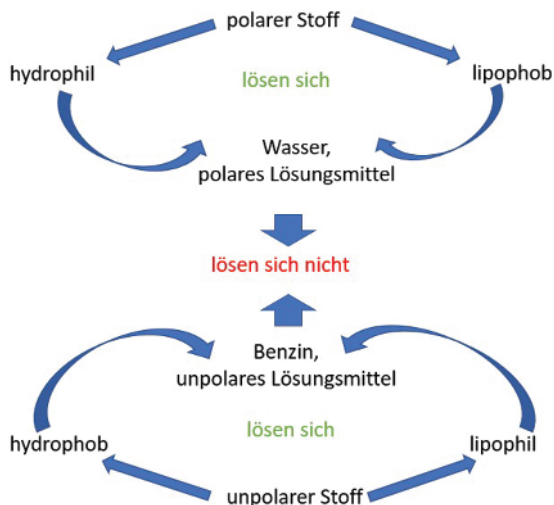 polarer Stoff
hydrophil
lipophob
lösen sich
Wasser,
polares Lösungsmittel
lösen sich nicht
Benzin,
unpolares Lösungsmittel
lösen sich
hydrophob
lipophil
unpolarer Stoff